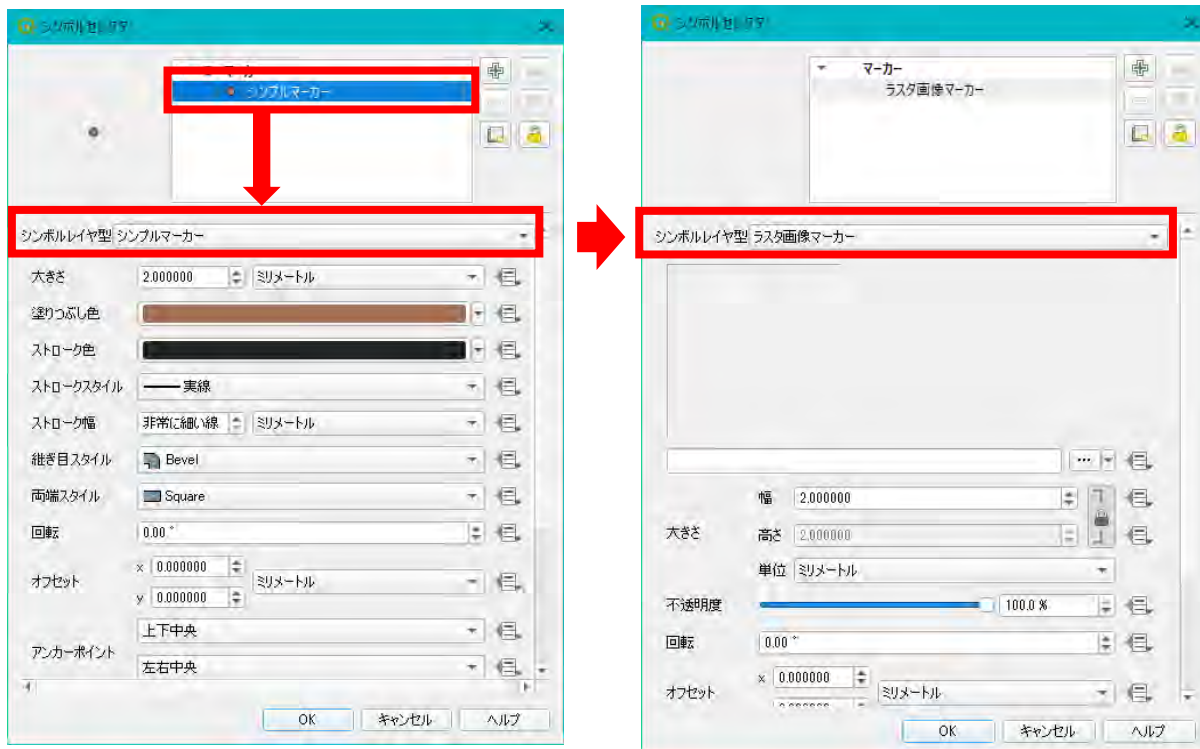 シンボルセレクタ
マーカー
シンプルマーカー
シンボルレイヤ型 シンプルマーカー
大きさ 2.000000 ミリメートル
塗りつぶし色
ストローク色
ストロークスタイル 実線
ストローク幅 非常に細い線 ミリメートル
継ぎ目スタイル Bevel
両端スタイル Square
回転 0.00 °
オフセット x 0.000000 ミリメートル
y 0.000000
アンカーポイント 上下中央
左右中央
OK キャンセル ヘルプ
シンボルセレクタ
マーカー
ラスタ画像マーカー
シンボルレイヤ型 ラスタ画像マーカー
...
大きさ 幅 2.000000
高さ 2.000000
単位 ミリメートル
不透明度 100.0 %
回転 0.00 °
オフセット x 0.000000 ミリメートル
OK キャンセル ヘルプ